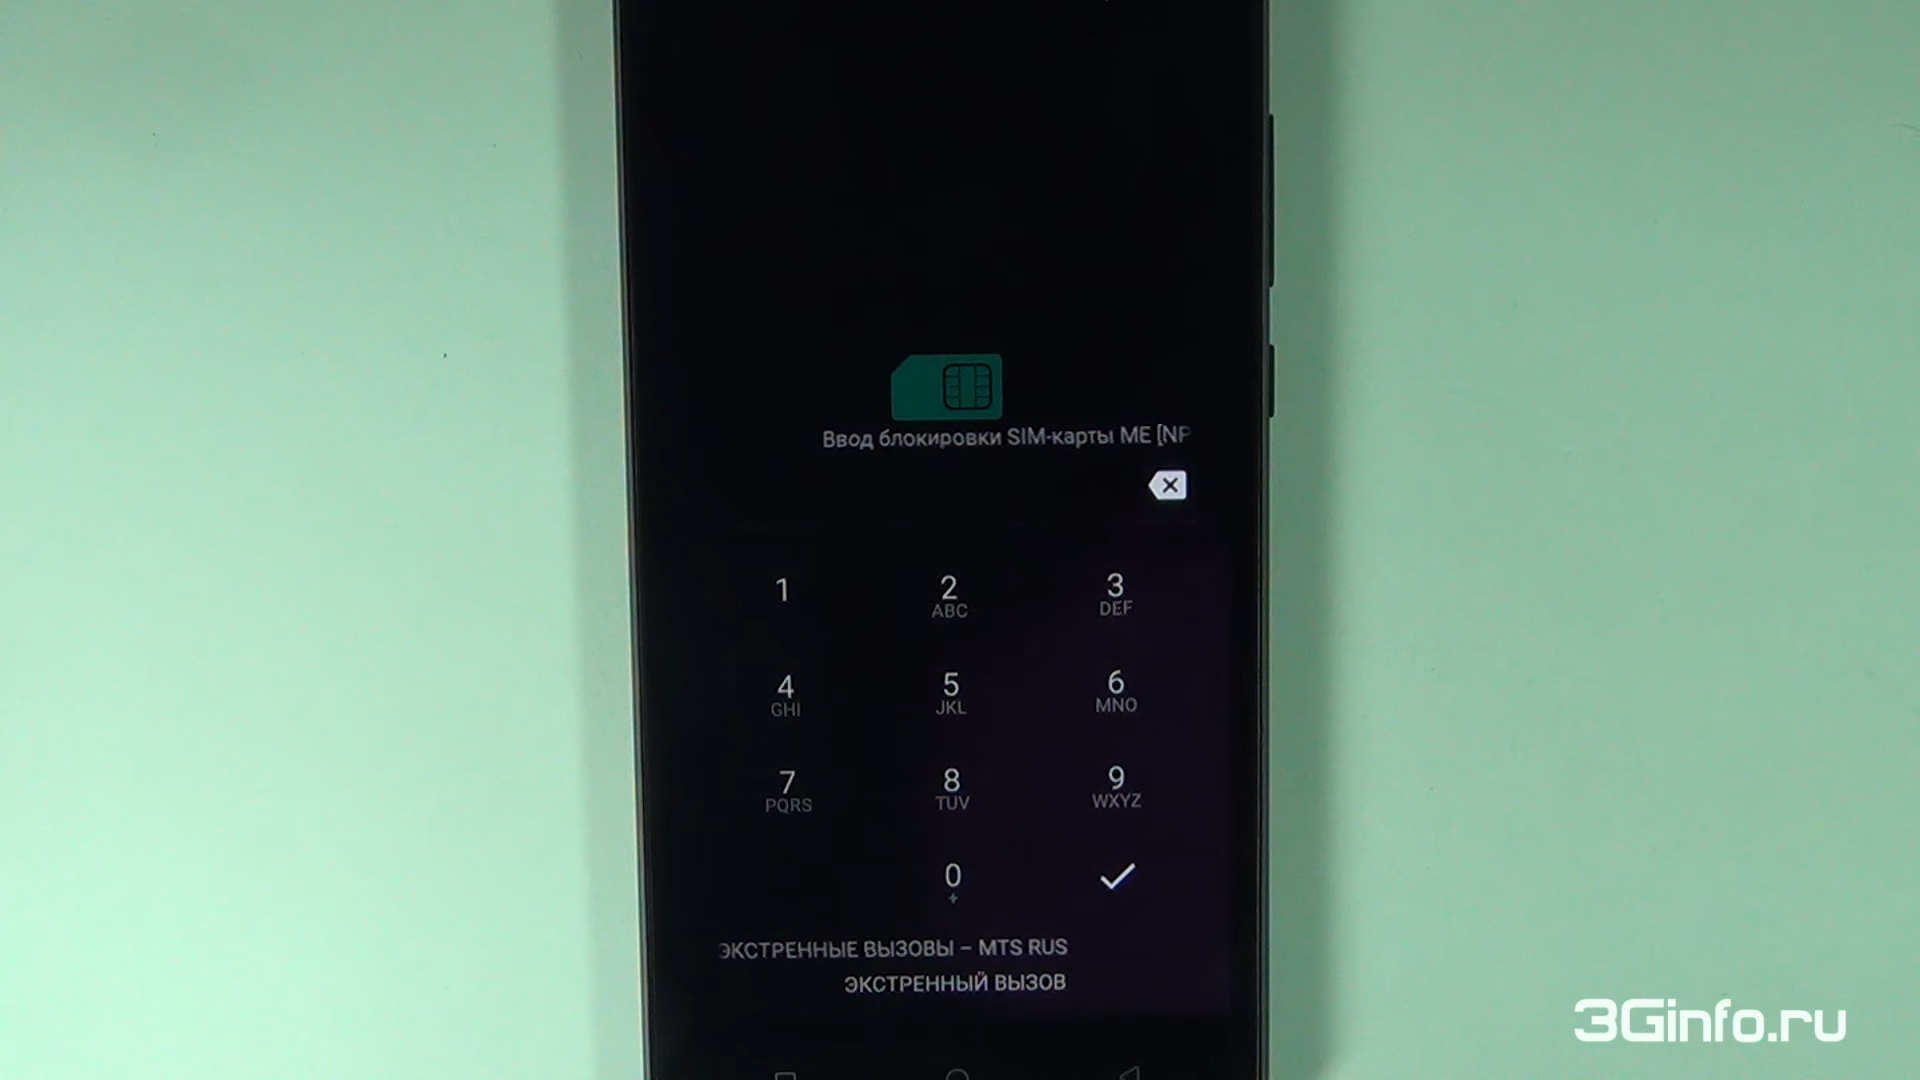 Ввод блокировки SIM-карты ME [NP
1
2
ABC
3
DEF
4
GHI
5
JKL
6
MNO
7
PQRS
8
TUV
9
WXYZ
0
+
ЭКСТРЕННЫЕ ВЫЗОВЫ – MTS RUS
ЭКСТРЕННЫЙ ВЫЗОВ
3Ginfo.ru